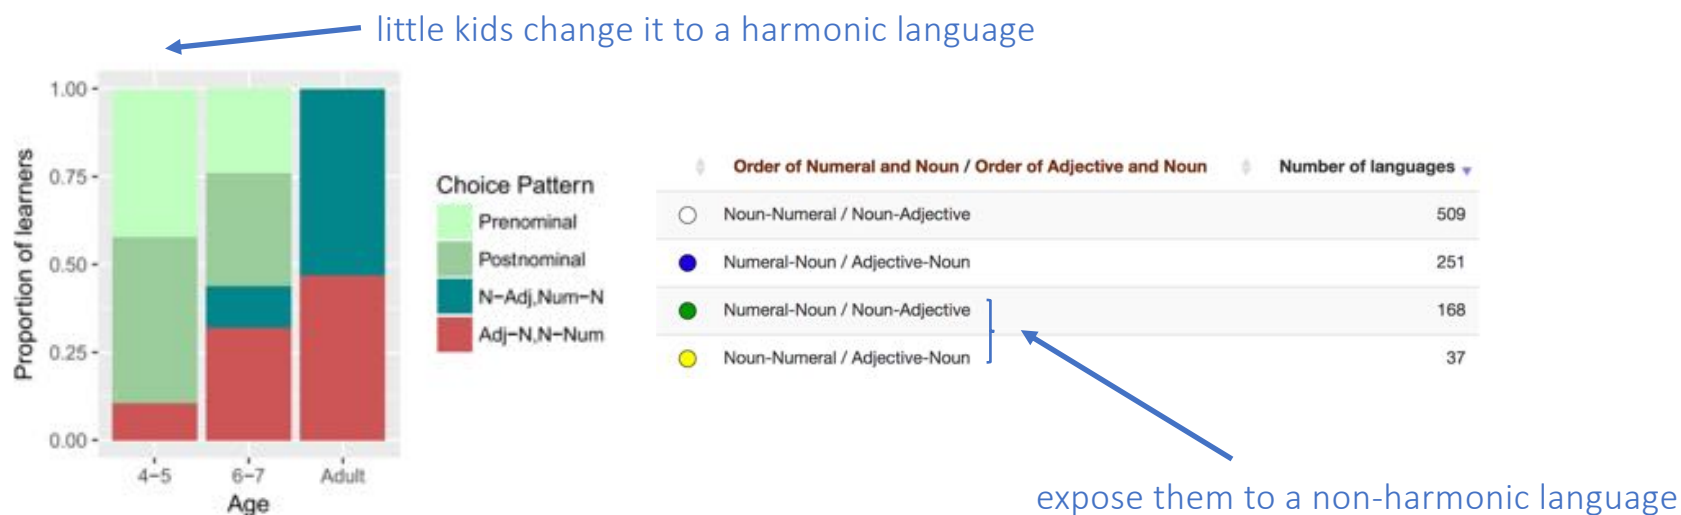 little kids change it to a harmonic language
1.00
0.75
0.50
0.25
0.00
Proportion of learners
4-5
6-7
Adult
Age
Choice Pattern
Prenominal
Postnominal
N-Adj,Num-N
Adj-N,N-Num
Order of Numeral and Noun / Order of Adjective and Noun Number of languages
Noun-Numeral / Noun-Adjective 509
Numeral-Noun / Adjective-Noun 251
Numeral-Noun / Noun-Adjective 168
Noun-Numeral / Adjective-Noun 37
expose them to a non-harmonic language